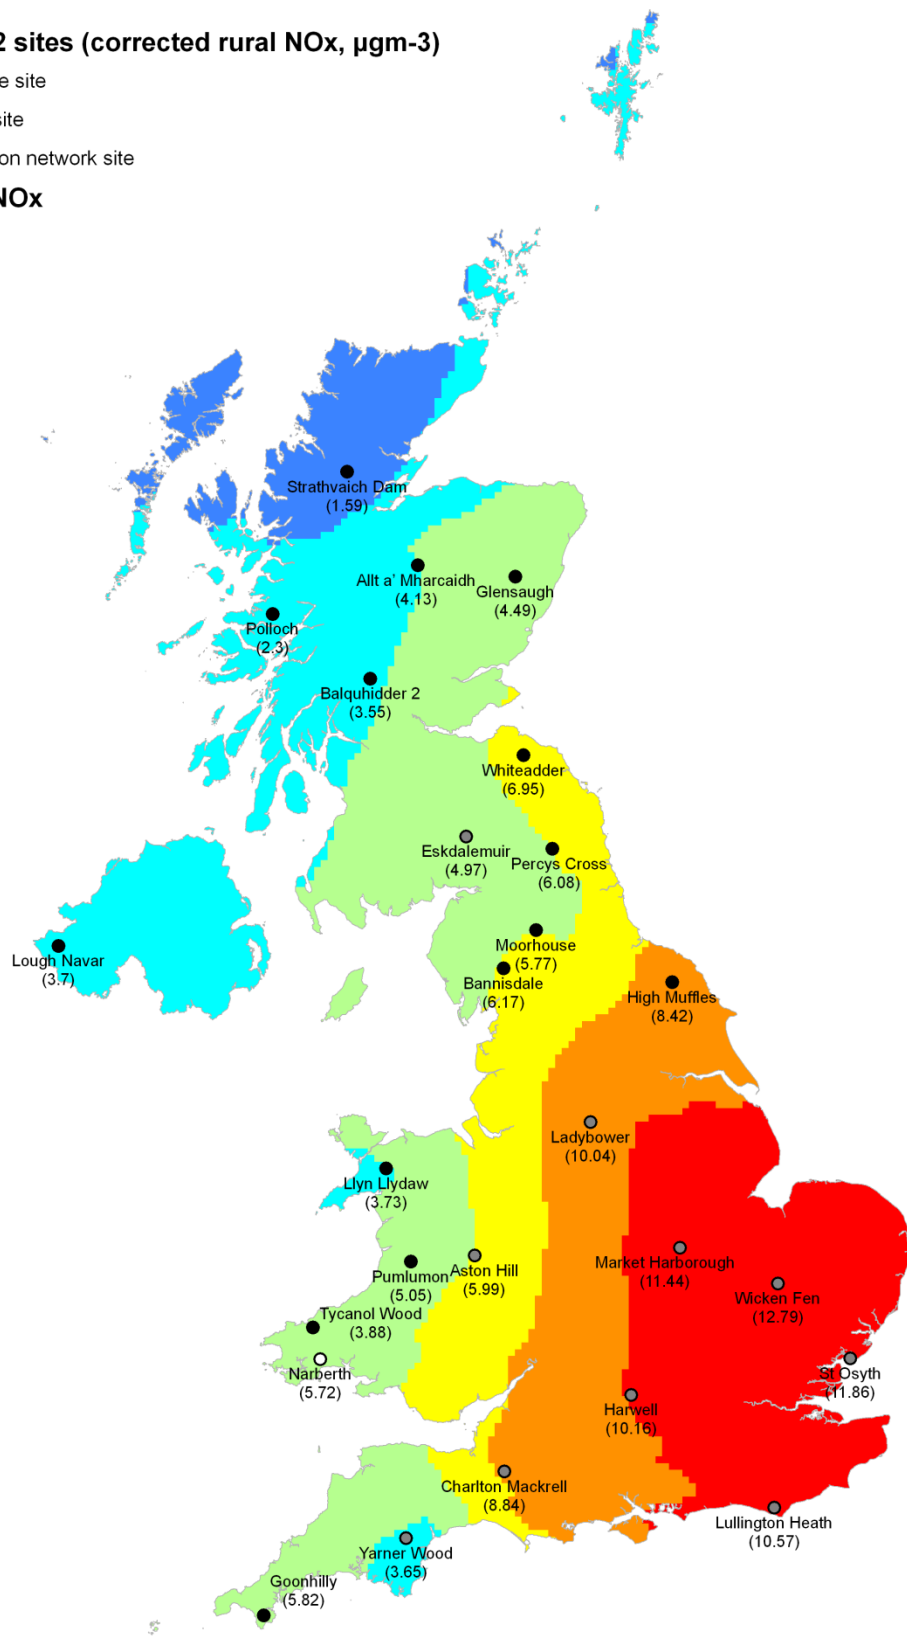 2 sites (corrected rural NOx, µgm-3)
e site
site
on network site
NOx
Strathvaich Dam
(1.59)
Allt a' Mharcaidh
(4.13)
Glensaugh
(4.49)
Polloch
(2.3)
Balquhidder 2
(3.55)
Whiteadder
(6.95)
Eskdalemuir
(4.97)
Percys Cross
(6.08)
Lough Navar
(3.7)
Moorhouse
(5.77)
Bannisdale
(6.17)
High Muffles
(8.42)
Ladybower
(10.04)
Llyn Llydaw
(3.73)
Market Harborough
(11.44)
Pumlumon
(5.05)
Aston Hill
(5.99)
Wicken Fen
(12.79)
Tycanol Wood
(3.88)
Narberth
(5.72)
St Osyth
(11.86)
Harwell
(10.16)
Charlton Mackrell
(8.84)
Lullington Heath
(10.57)
Yarner Wood
(3.65)
Goonhilly
(5.82)